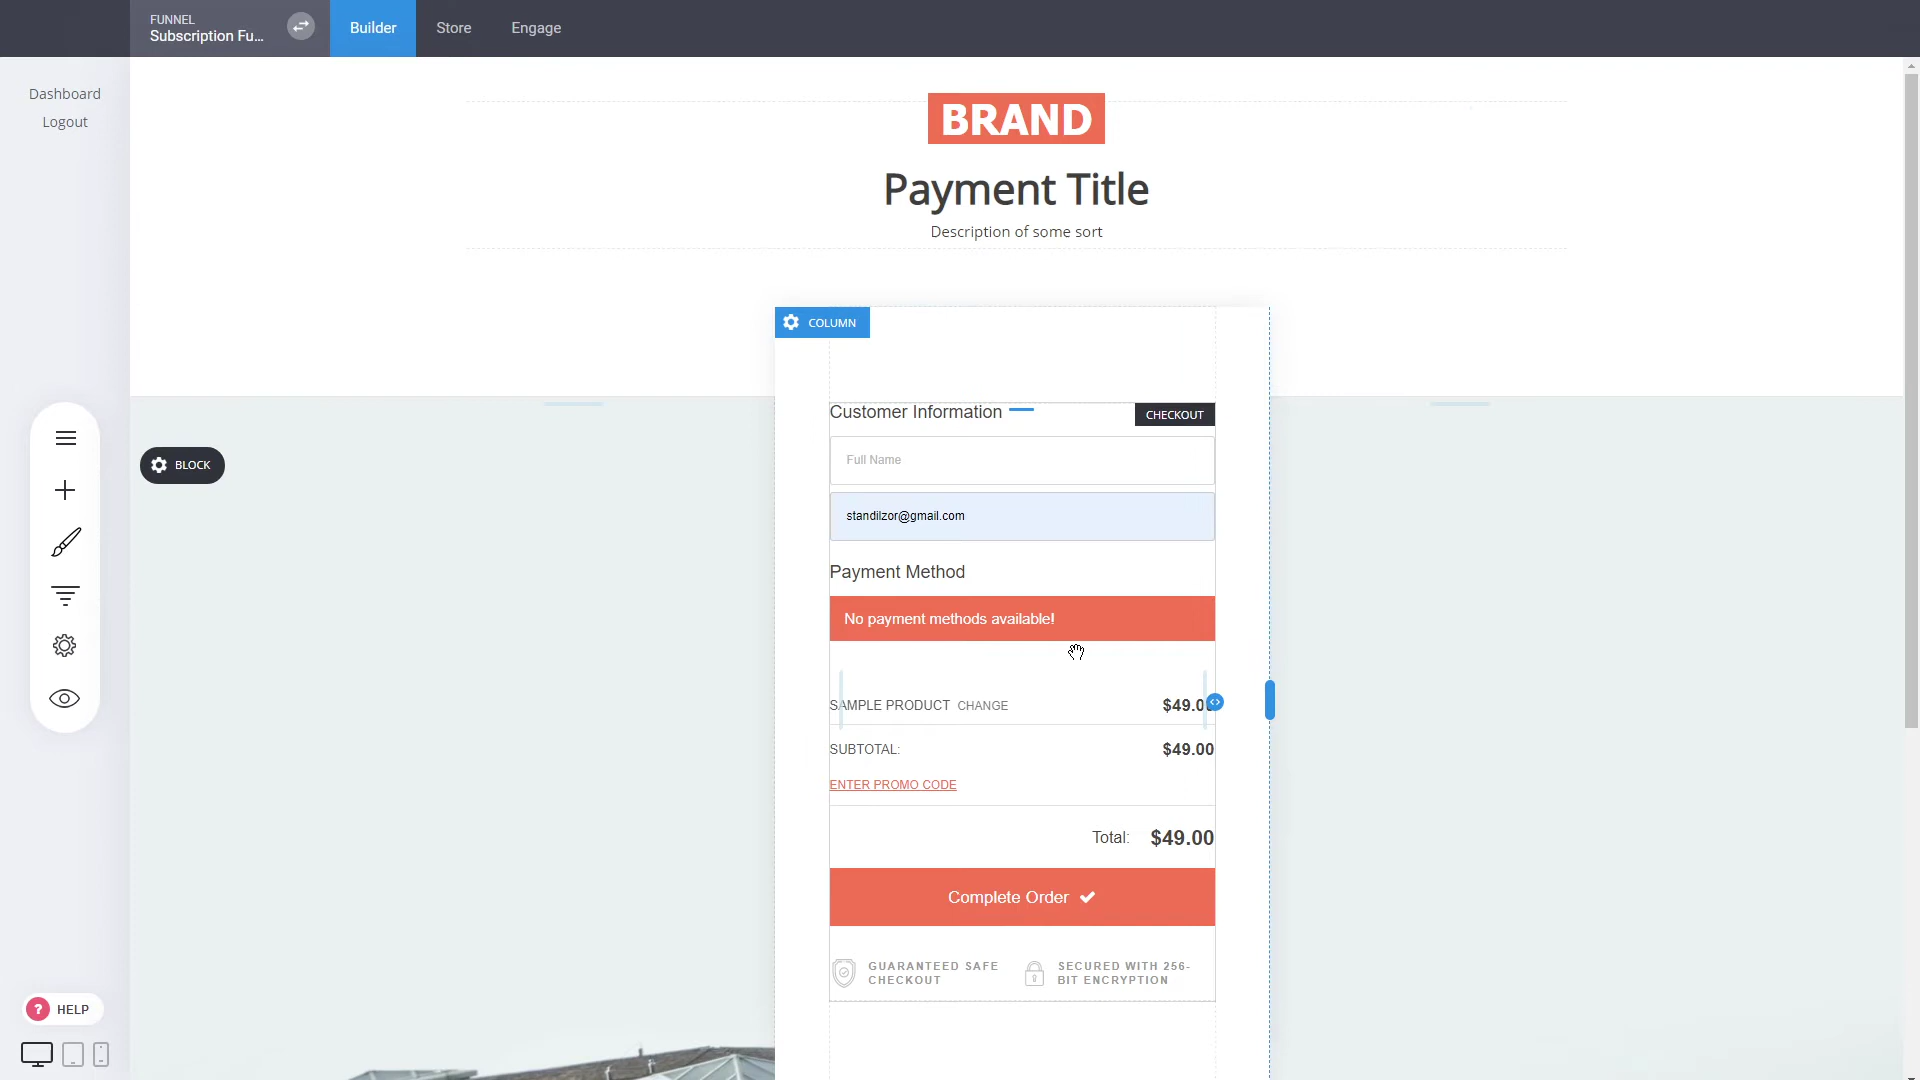 FUNNEL
Subscription Fu...
Builder
Store
Engage
Dashboard
Logout
BRAND
Payment Title
Description of some sort
COLUMN
Customer Information
CHECKOUT
Full Name
BLOCK
standilzor@gmail.com
Payment Method
No payment methods available!
SAMPLE PRODUCT CHANGE $49.00
SUBTOTAL: $49.00
ENTER PROMO CODE
Total: $49.00
Complete Order
GUARANTEED SAFE
CHECKOUT
SECURED WITH 256-
BIT ENCRYPTION
? HELP